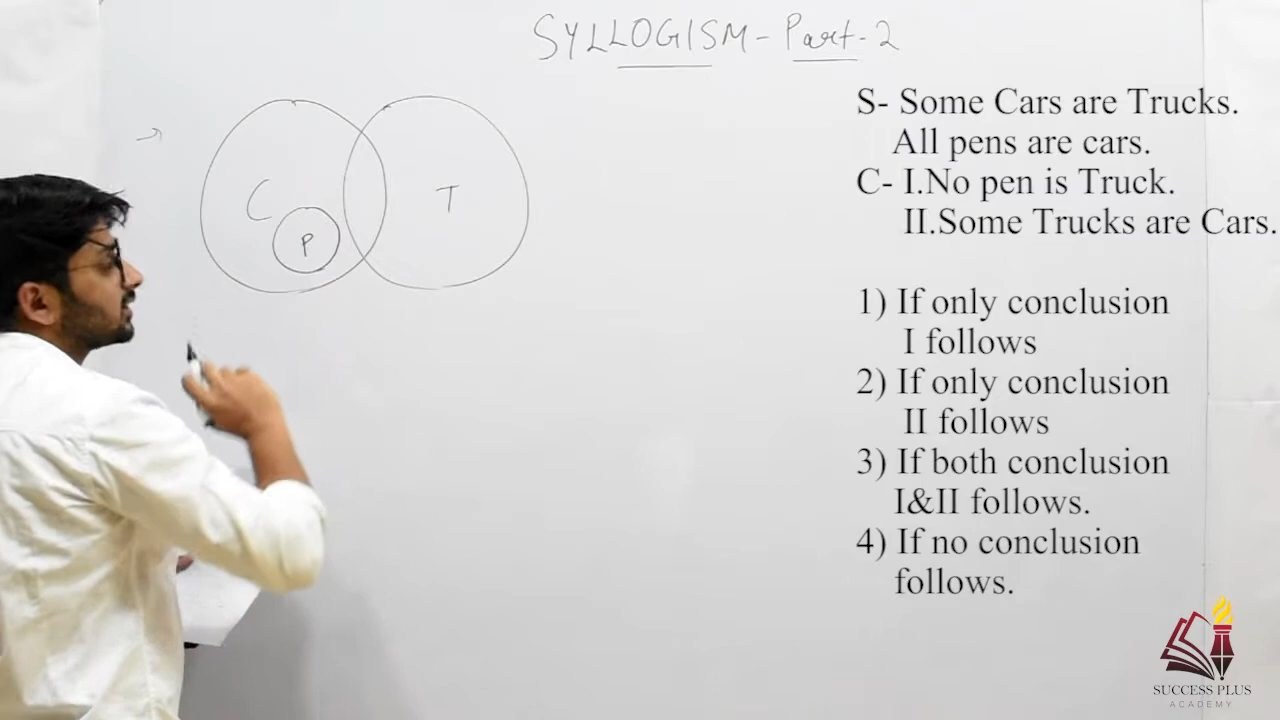 SYLLOGISM - Part - 2
S- Some Cars are Trucks.
All pens are cars.
C- I.No pen is Truck.
II.Some Trucks are Cars.
1) If only conclusion
I follows
2) If only conclusion
II follows
3) If both conclusion
I&II follows.
4) If no conclusion
follows.
C
T
P
SUCCESS PLUS
ACADEMY